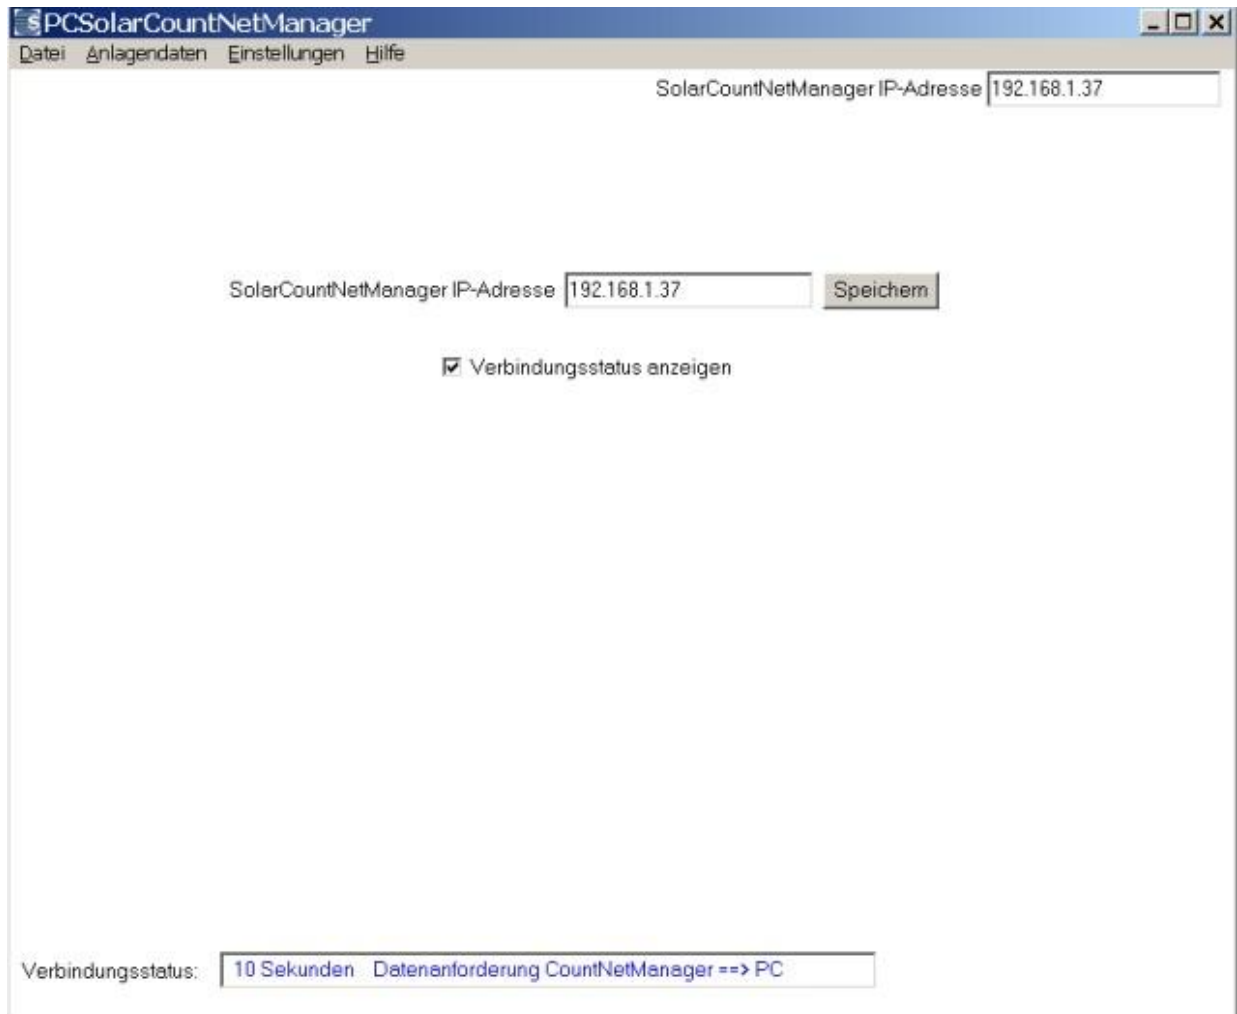 PCSolarCountNetManager
Datei Anlagendaten Einstellungen Hilfe
SolarCountNetManager IP-Adresse 192.168.1.37
SolarCountNetManager IP-Adresse 192.168.1.37 Speichern
Verbindungsstatus anzeigen
Verbindungsstatus: 10 Sekunden Datenanforderung CountNetManager ==> PC